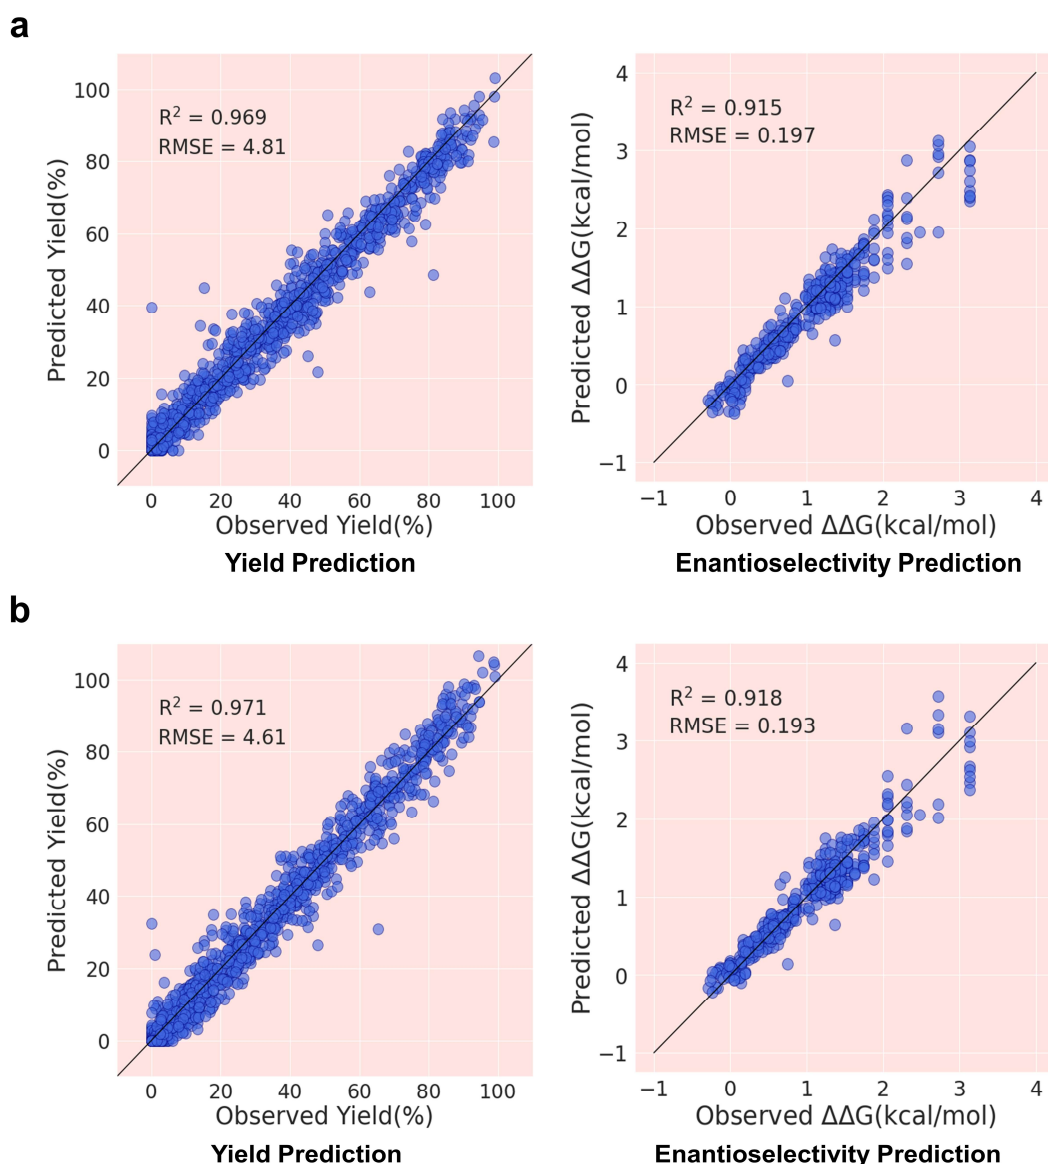 a
R² = 0.969
RMSE = 4.81
Predicted Yield(%)
100
80
60
40
20
0
0 20 40 60 80 100
Observed Yield(%)
Yield Prediction
R² = 0.915
RMSE = 0.197
Predicted ΔΔG(kcal/mol)
4
3
2
1
0
−1
−1 0 1 2 3 4
Observed ΔΔG(kcal/mol)
Enantioselectivity Prediction
b
R² = 0.971
RMSE = 4.61
Predicted Yield(%)
100
80
60
40
20
0
0 20 40 60 80 100
Observed Yield(%)
Yield Prediction
R² = 0.918
RMSE = 0.193
Predicted ΔΔG(kcal/mol)
4
3
2
1
0
−1
−1 0 1 2 3 4
Observed ΔΔG(kcal/mol)
Enantioselectivity Prediction